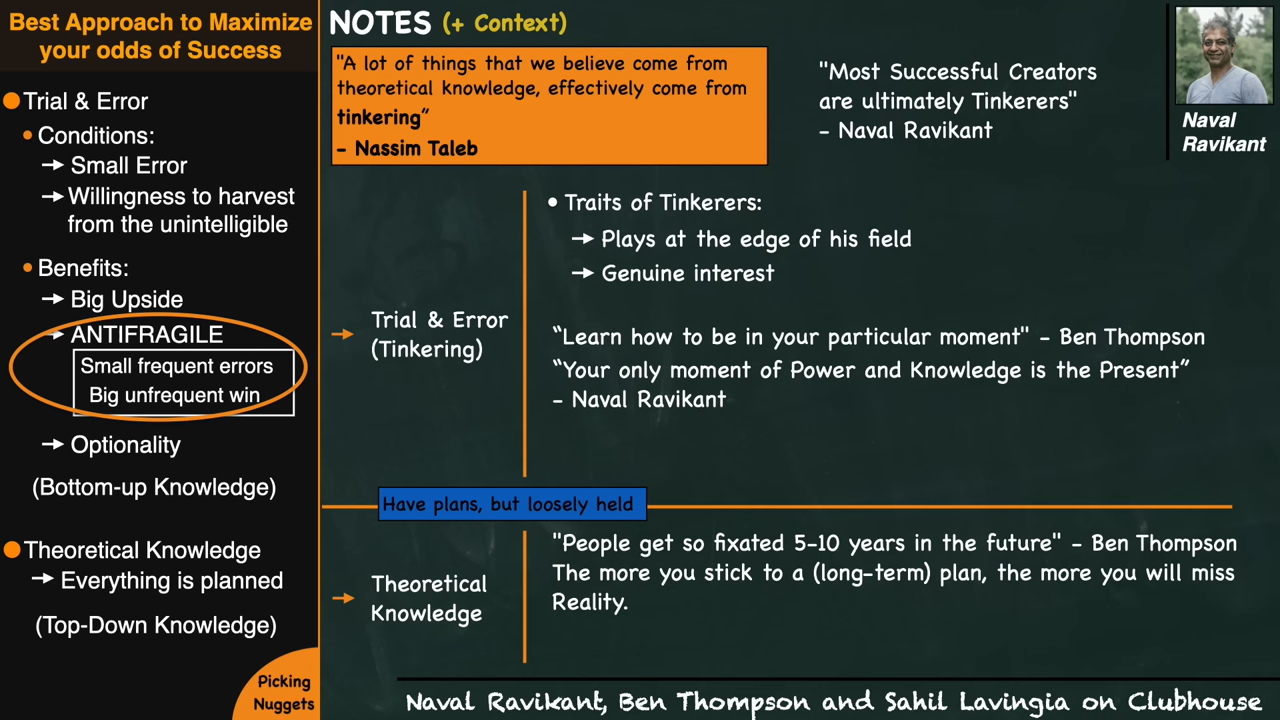 Best Approach to Maximize
your odds of Success
Trial & Error
Conditions:
→ Small Error
→ Willingness to harvest
from the unintelligible
Benefits:
→ Big Upside
→ ANTIFRAGILE
Small frequent errors
Big unfrequent win
→ Optionality
(Bottom-up Knowledge)
Theoretical Knowledge
→ Everything is planned
(Top-Down Knowledge)
Picking
Nuggets
NOTES (+ Context)
"A lot of things that we believe come from
theoretical knowledge, effectively come from
tinkering”
– Nassim Taleb
"Most Successful Creators
are ultimately Tinkerers"
– Naval Ravikant
Naval
Ravikant
→ Trial & Error
(Tinkering)
• Traits of Tinkerers:
→ Plays at the edge of his field
→ Genuine interest
“Learn how to be in your particular moment" – Ben Thompson
“Your only moment of Power and Knowledge is the Present”
– Naval Ravikant
Have plans, but loosely held
→ Theoretical
Knowledge
"People get so fixated 5-10 years in the future" – Ben Thompson
The more you stick to a (long-term) plan, the more you will miss
Reality.
Naval Ravikant, Ben Thompson and Sahil Lavingia on Clubhouse